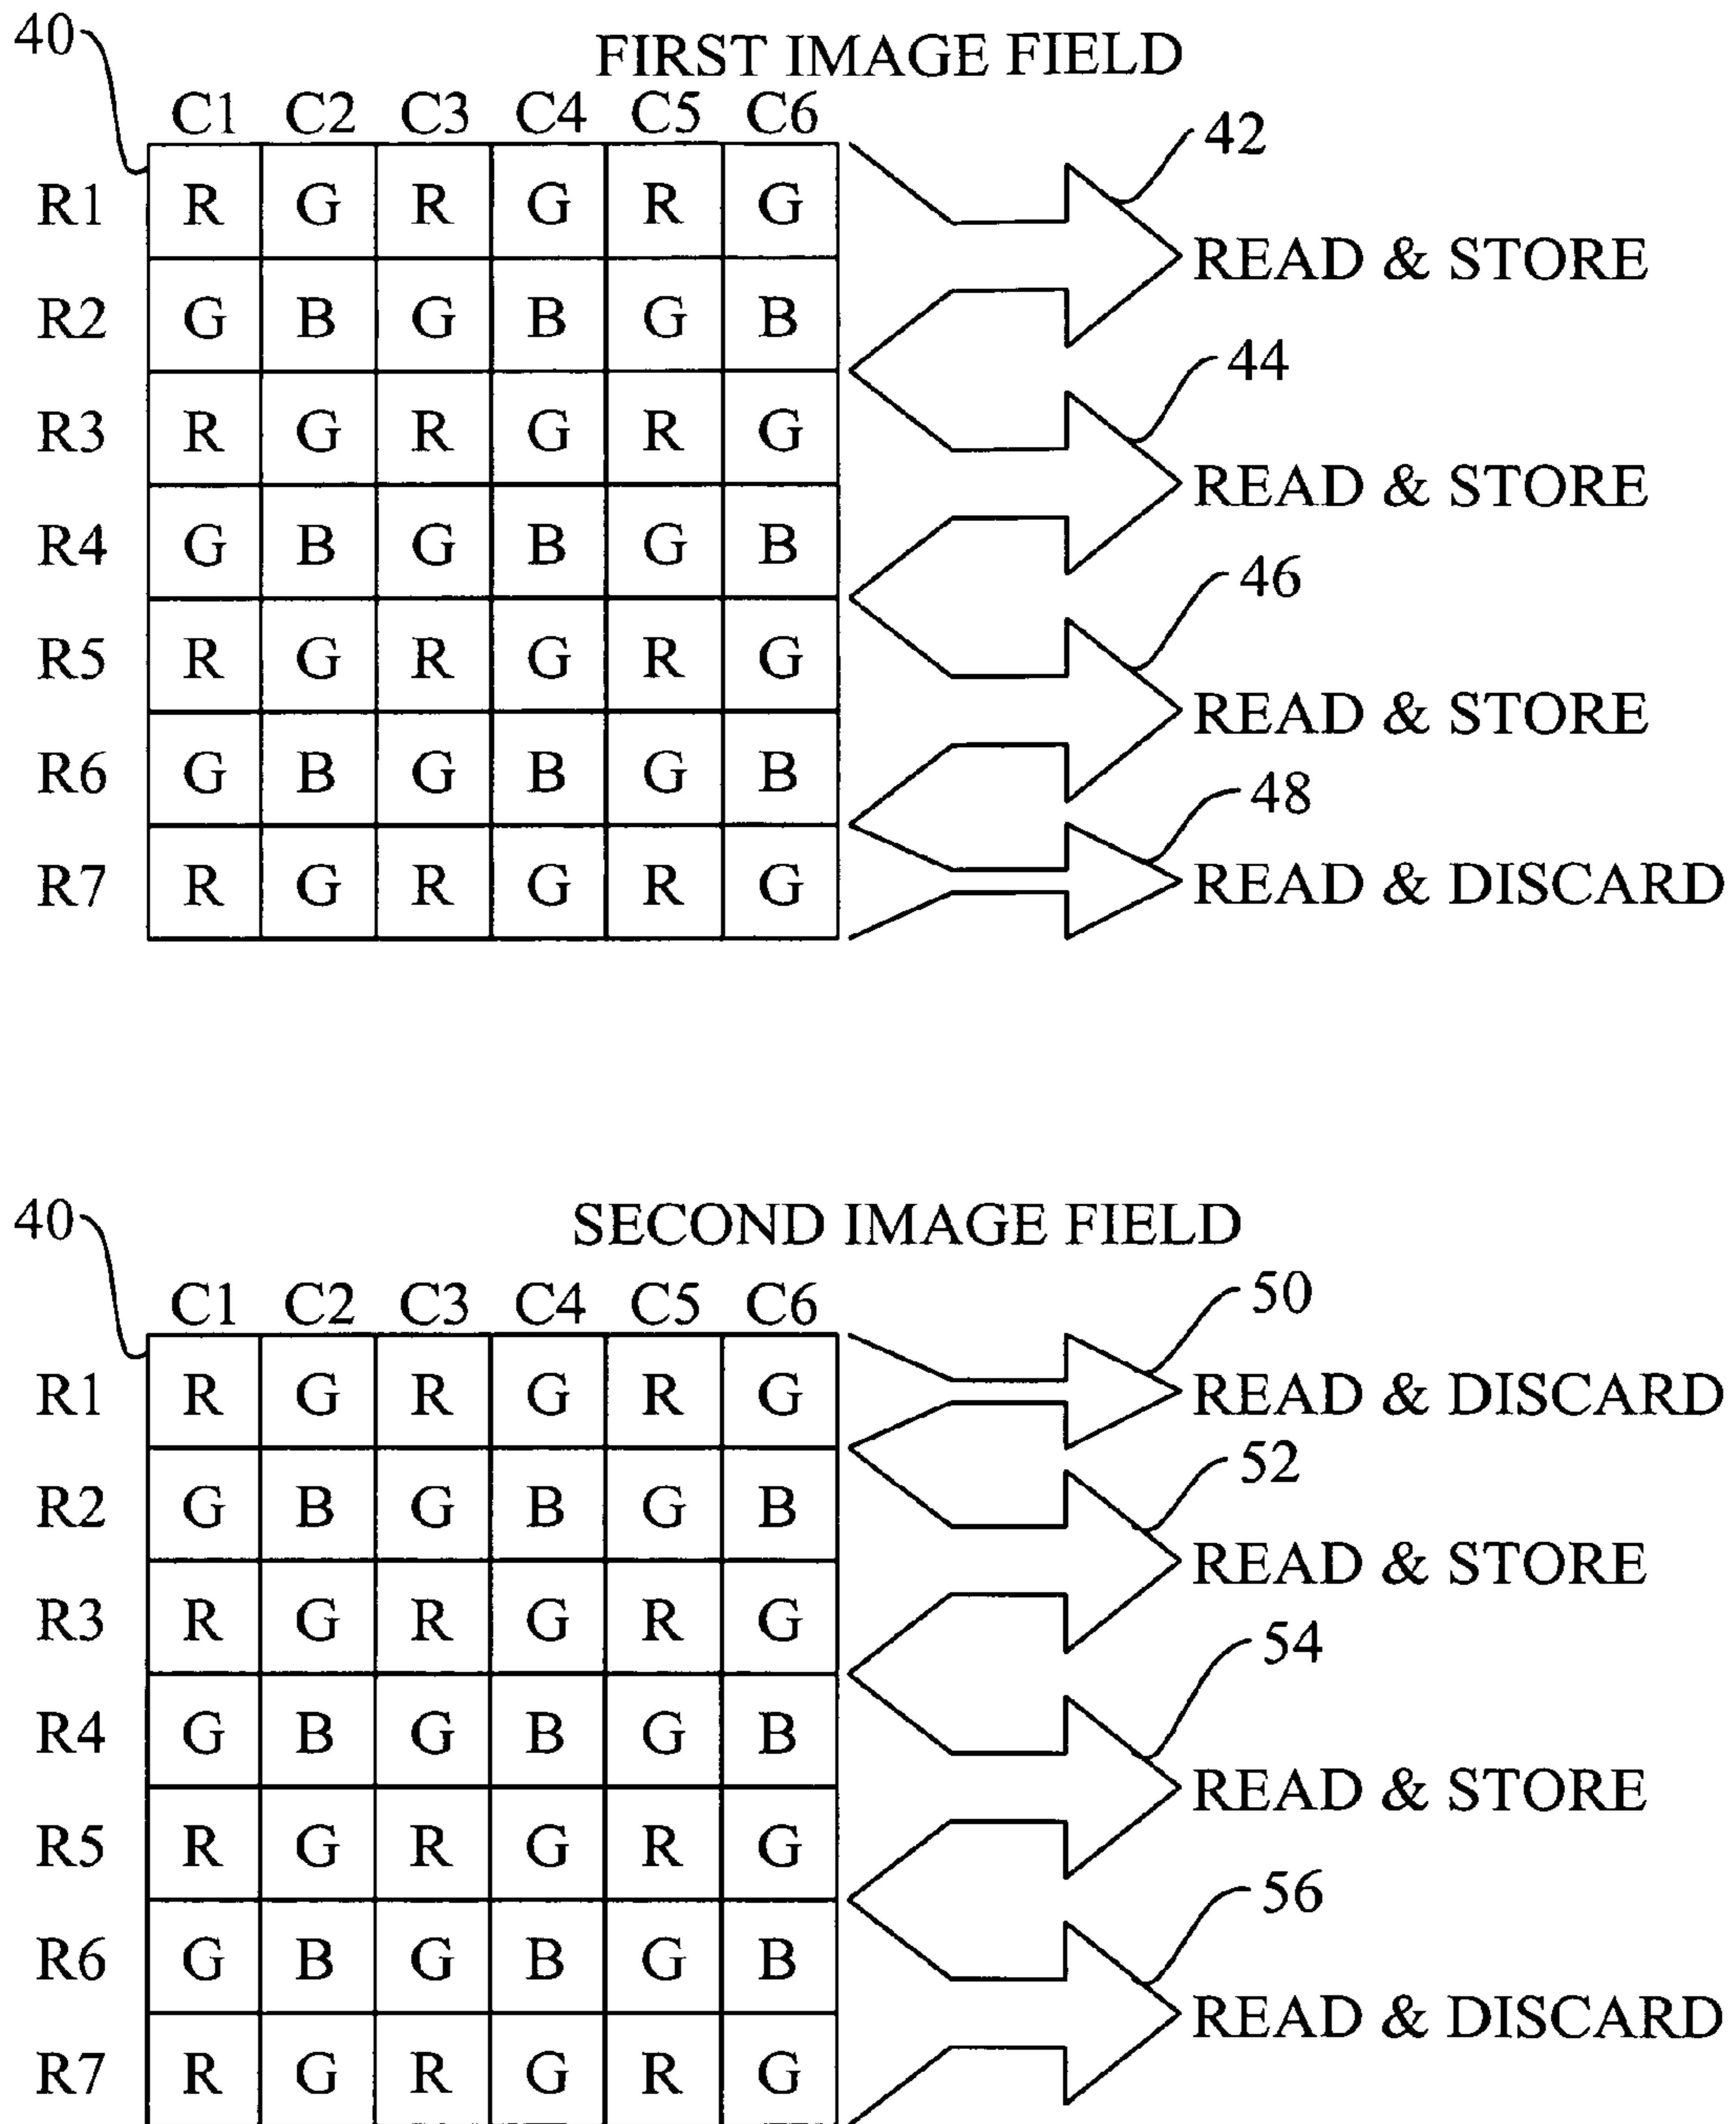 40
FIRST IMAGE FIELD
C1 C2 C3 C4 C5 C6
42
R1 R G R G R G
READ & STORE
R2 G B G B G B
44
R3 R G R G R G
READ & STORE
R4 G B G B G B
46
R5 R G R G R G
READ & STORE
R6 G B G B G B
48
R7 R G R G R G READ & DISCARD
40
SECOND IMAGE FIELD
C1 C2 C3 C4 C5 C6
50
R1 R G R G R G READ & DISCARD
52
R2 G B G B G B
READ & STORE
R3 R G R G R G
54
R4 G B G B G B
READ & STORE
R5 R G R G R G
56
R6 G B G B G B
READ & DISCARD
R7 R G R G R G